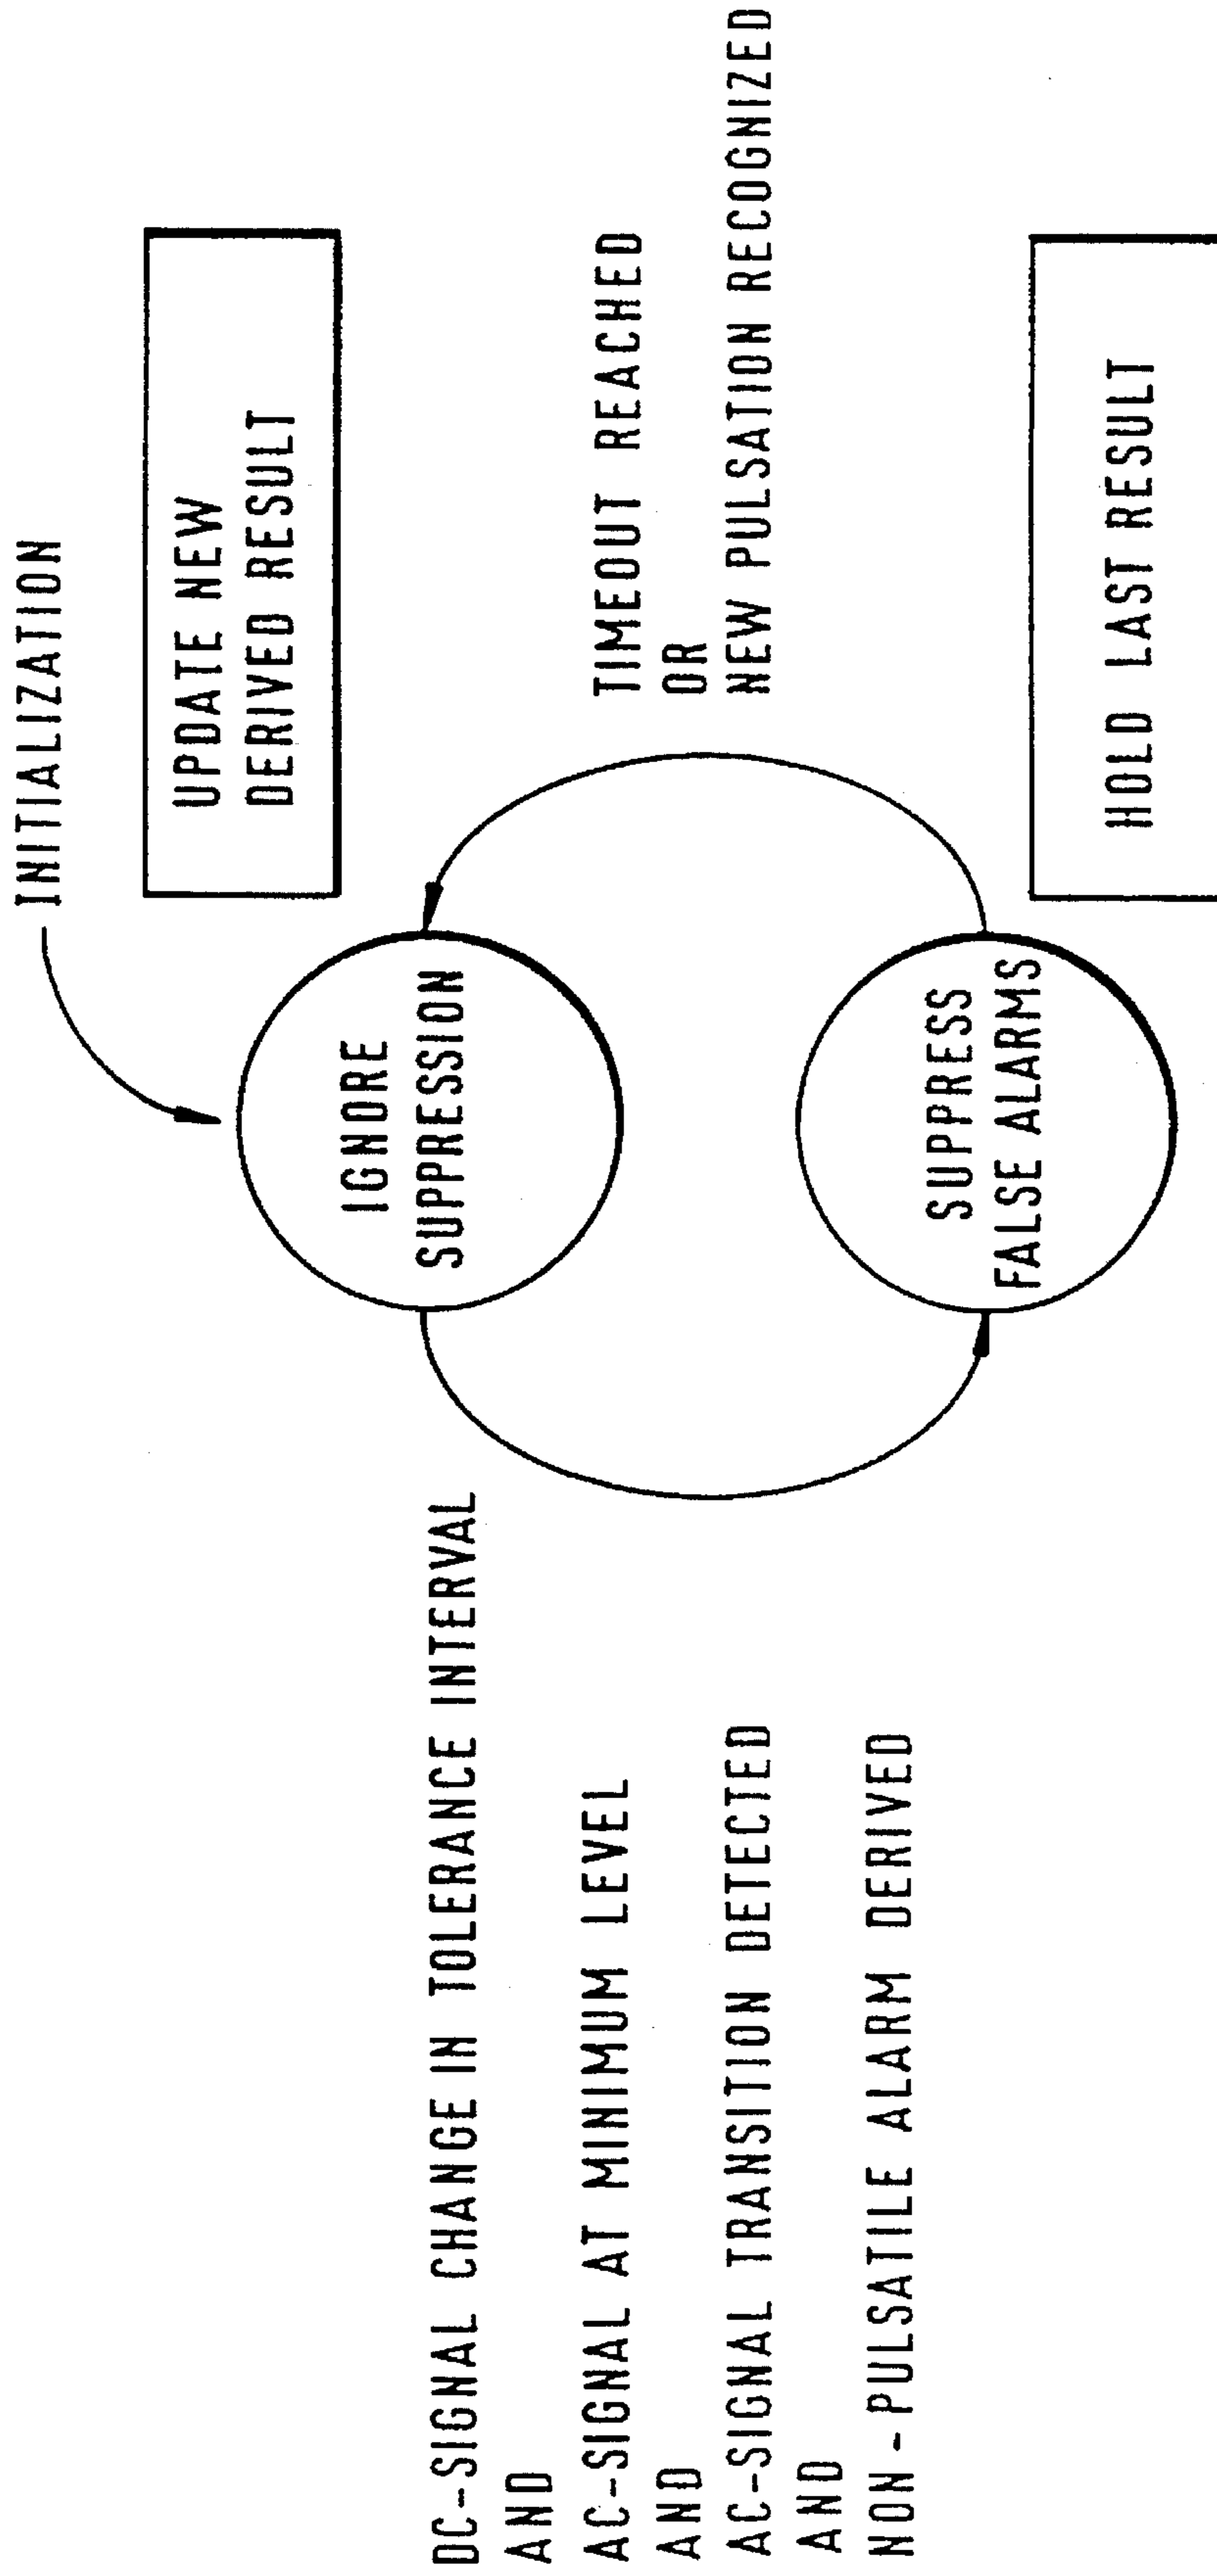 INITIALIZATION
UPDATE NEW
DERIVED RESULT
IGNORE
SUPPRESSION
DC-SIGNAL CHANGE IN TOLERANCE INTERVAL
AND
AC-SIGNAL AT MINIMUM LEVEL
AND
AC-SIGNAL TRANSITION DETECTED
AND
NON-PULSATILE ALARM DERIVED
TIMEOUT REACHED
OR
NEW PULSATION RECOGNIZED
SUPPRESS
FALSE ALARMS
HOLD LAST RESULT